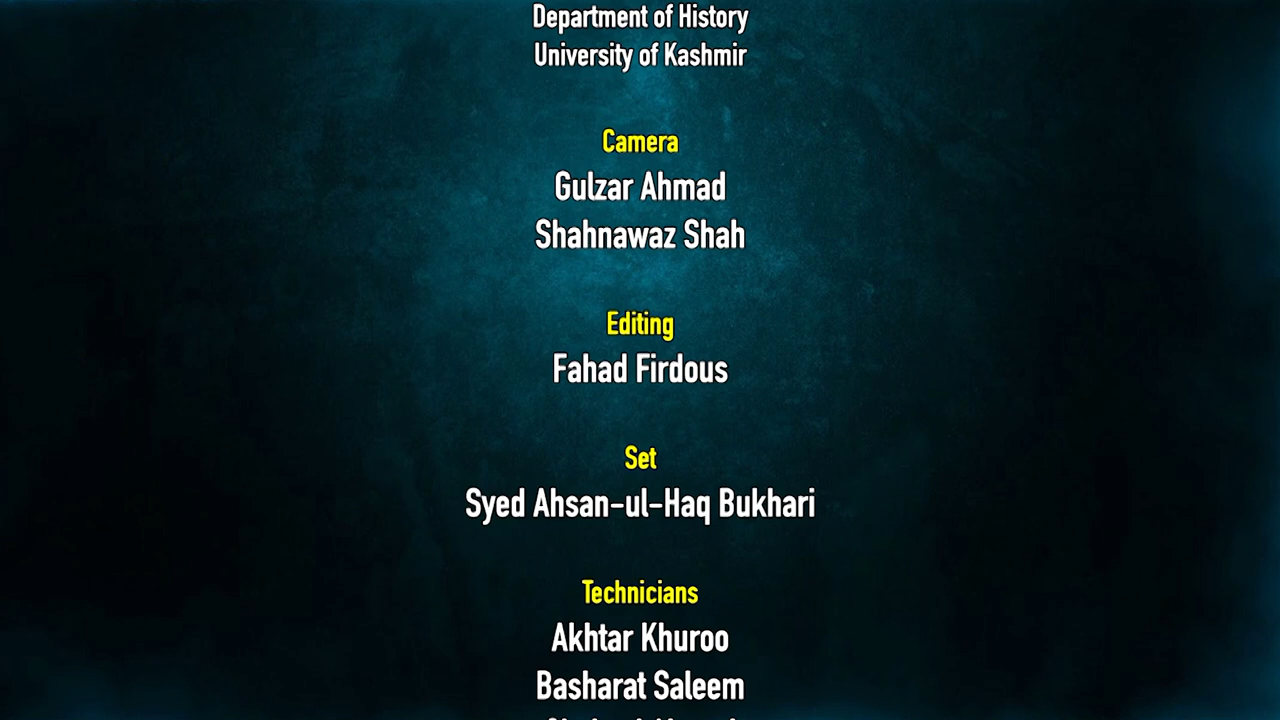 Department of History
University of Kashmir
Camera
Gulzar Ahmad
Shahnawaz Shah
Editing
Fahad Firdous
Set
Syed Ahsan-ul-Haq Bukhari
Technicians
Akhtar Khuroo
Basharat Saleem